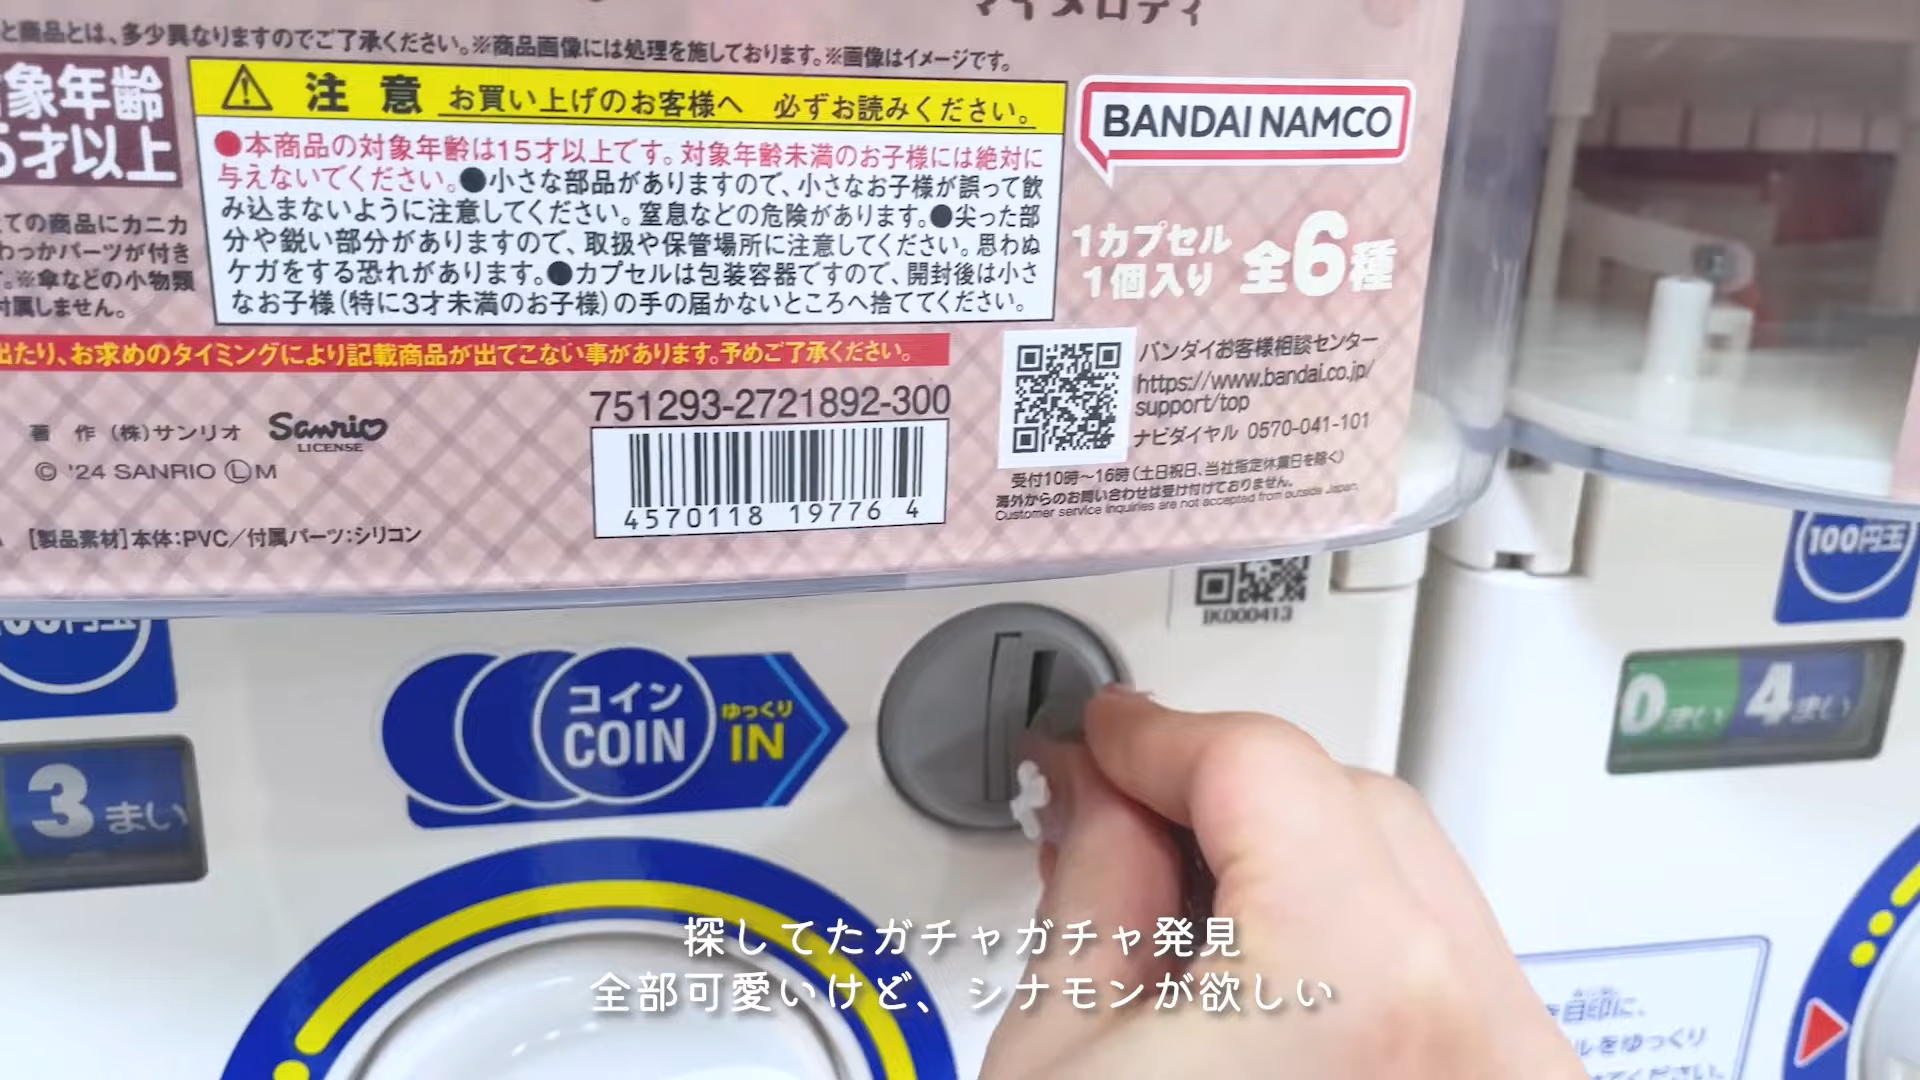 マイメロディ
と商品とは、多少異なりますのでご了承ください。※商品画像には処理を施しております。※画像はイメージです。
象年齢
才以上
注 意 お買い上げのお客様へ 必ずお読みください。
●本商品の対象年齢は15才以上です。対象年齢未満のお子様には絶対に
与えないでください。●小さな部品がありますので、小さなお子様が誤って飲
み込まないように注意してください。窒息などの危険があります。●尖った部
分や鋭い部分がありますので、取扱や保管場所に注意してください。思わぬ
ケガをする恐れがあります。●カプセルは包装容器ですので、開封後は小さ
なお子様(特に3才未満のお子様)の手の届かないところへ捨ててください。
BANDAI NAMCO
1カプセル
1個入り
全6種
ての商品にカニカ
わっかパーツが付き
※傘などの小物類
付属しません。
出たり、お求めのタイミングにより記載商品が出てこない事があります。予めご了承ください。
著 作 (株)サンリオ
Sanrio
LICENSE
© '24 SANRIO ⓁM
[製品素材]本体:PVC/付属パーツ:シリコン
751293-2721892-300
4570118 19776 4
バンダイお客様相談センター
https://www.bandai.co.jp/
support/top
ナビダイヤル 0570-041-101
受付10時〜16時(土日祝日、当社指定休業日を除く)
海外からのお問い合わせは受け付けておりません。
Customer service inquiries are not accepted from outside Japan.
IK000413
100円玉
100円玉
コイン
COIN
ゆっくり
IN
3まい
0まい 4まい
を目印に、
ルをゆっくり
てください。
探してたガチャガチャ発見
全部可愛いけど、シナモンが欲しい